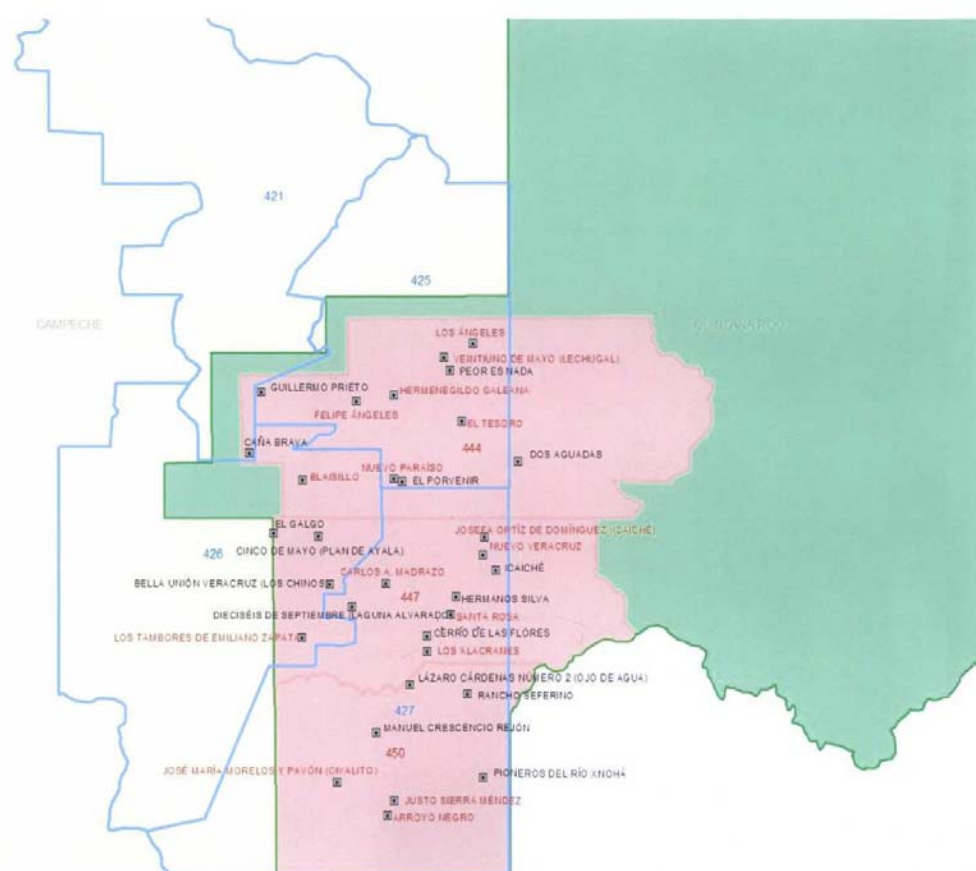 421
425
CAMPECHE
QUINTANA ROO
LOS ÁNGELES
VEINTIUNO DE MAYO (LECHUGAL)
PEOR ES NADA
GUILLERMO PRIETO
HERMENEGILDO GALEANA
FELIPE ÁNGELES
EL TESORO
CAÑA BRAVA
444
DOS AGUADAS
NUEVO PARAÍSO
BLAISILLO
EL PORVENIR
EL GALGO
JOSEFA ORTÍZ DE DOMÍNGUEZ (ICAICHÉ)
426
CINCO DE MAYO (PLAN DE AYALA)
NUEVO VERACRUZ
ICAICHÉ
CARLOS A. MADRAZO
BELLA UNIÓN VERACRUZ (LOS CHINOS
447
HERMANOS SILVA
DIECISÉIS DE SEPTIEMBRE (LAGUNA ALVARADO
SANTA ROSA
LOS TAMBORES DE EMILIANO ZAPATA
CERRO DE LAS FLORES
LOS ALACRANES
LÁZARO CÁRDENAS NÚMERO 2 (OJO DE AGUA)
RANCHO SEFERINO
427
MANUEL CRESCENCIO REJÓN
450
JOSÉ MARÍA MORELOS Y PAVÓN (CIVALITO)
PIONEROS DEL RÍO XNOHÁ
JUSTO SIERRA MÉNDEZ
ARROYO NEGRO